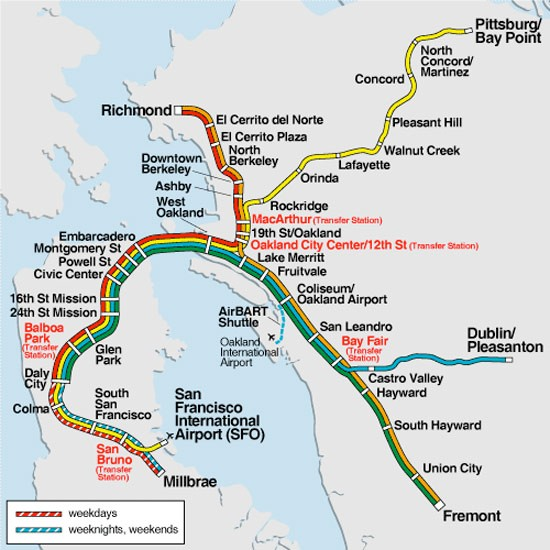 Pittsburg/
Bay Point
North
Concord/
Martinez
Concord
Richmond
El Cerrito del Norte
Pleasant Hill
El Cerrito Plaza
North
Berkeley
Walnut Creek
Downtown
Berkeley
Lafayette
Orinda
Ashby
West
Oakland
Rockridge
MacArthur (Transfer Station)
19th St/Oakland
Oakland City Center/12th St (Transfer Station)
Embarcadero
Montgomery St
Powell St
Civic Center
Lake Merritt
Fruitvale
Coliseum/
Oakland Airport
16th St Mission
24th St Mission
AirBART
Shuttle
Oakland
International
Airport
San Leandro
Bay Fair
(Transfer
Station)
Dublin/
Pleasanton
Balboa
Park
(Transfer
Station)
Glen
Park
Daly
City
Castro Valley
Hayward
Colma
South
San
Francisco
San
Francisco
International
Airport (SFO)
South Hayward
San
Bruno
(Transfer
Station)
Millbrae
Union City
Fremont
weekdays
weeknights, weekends